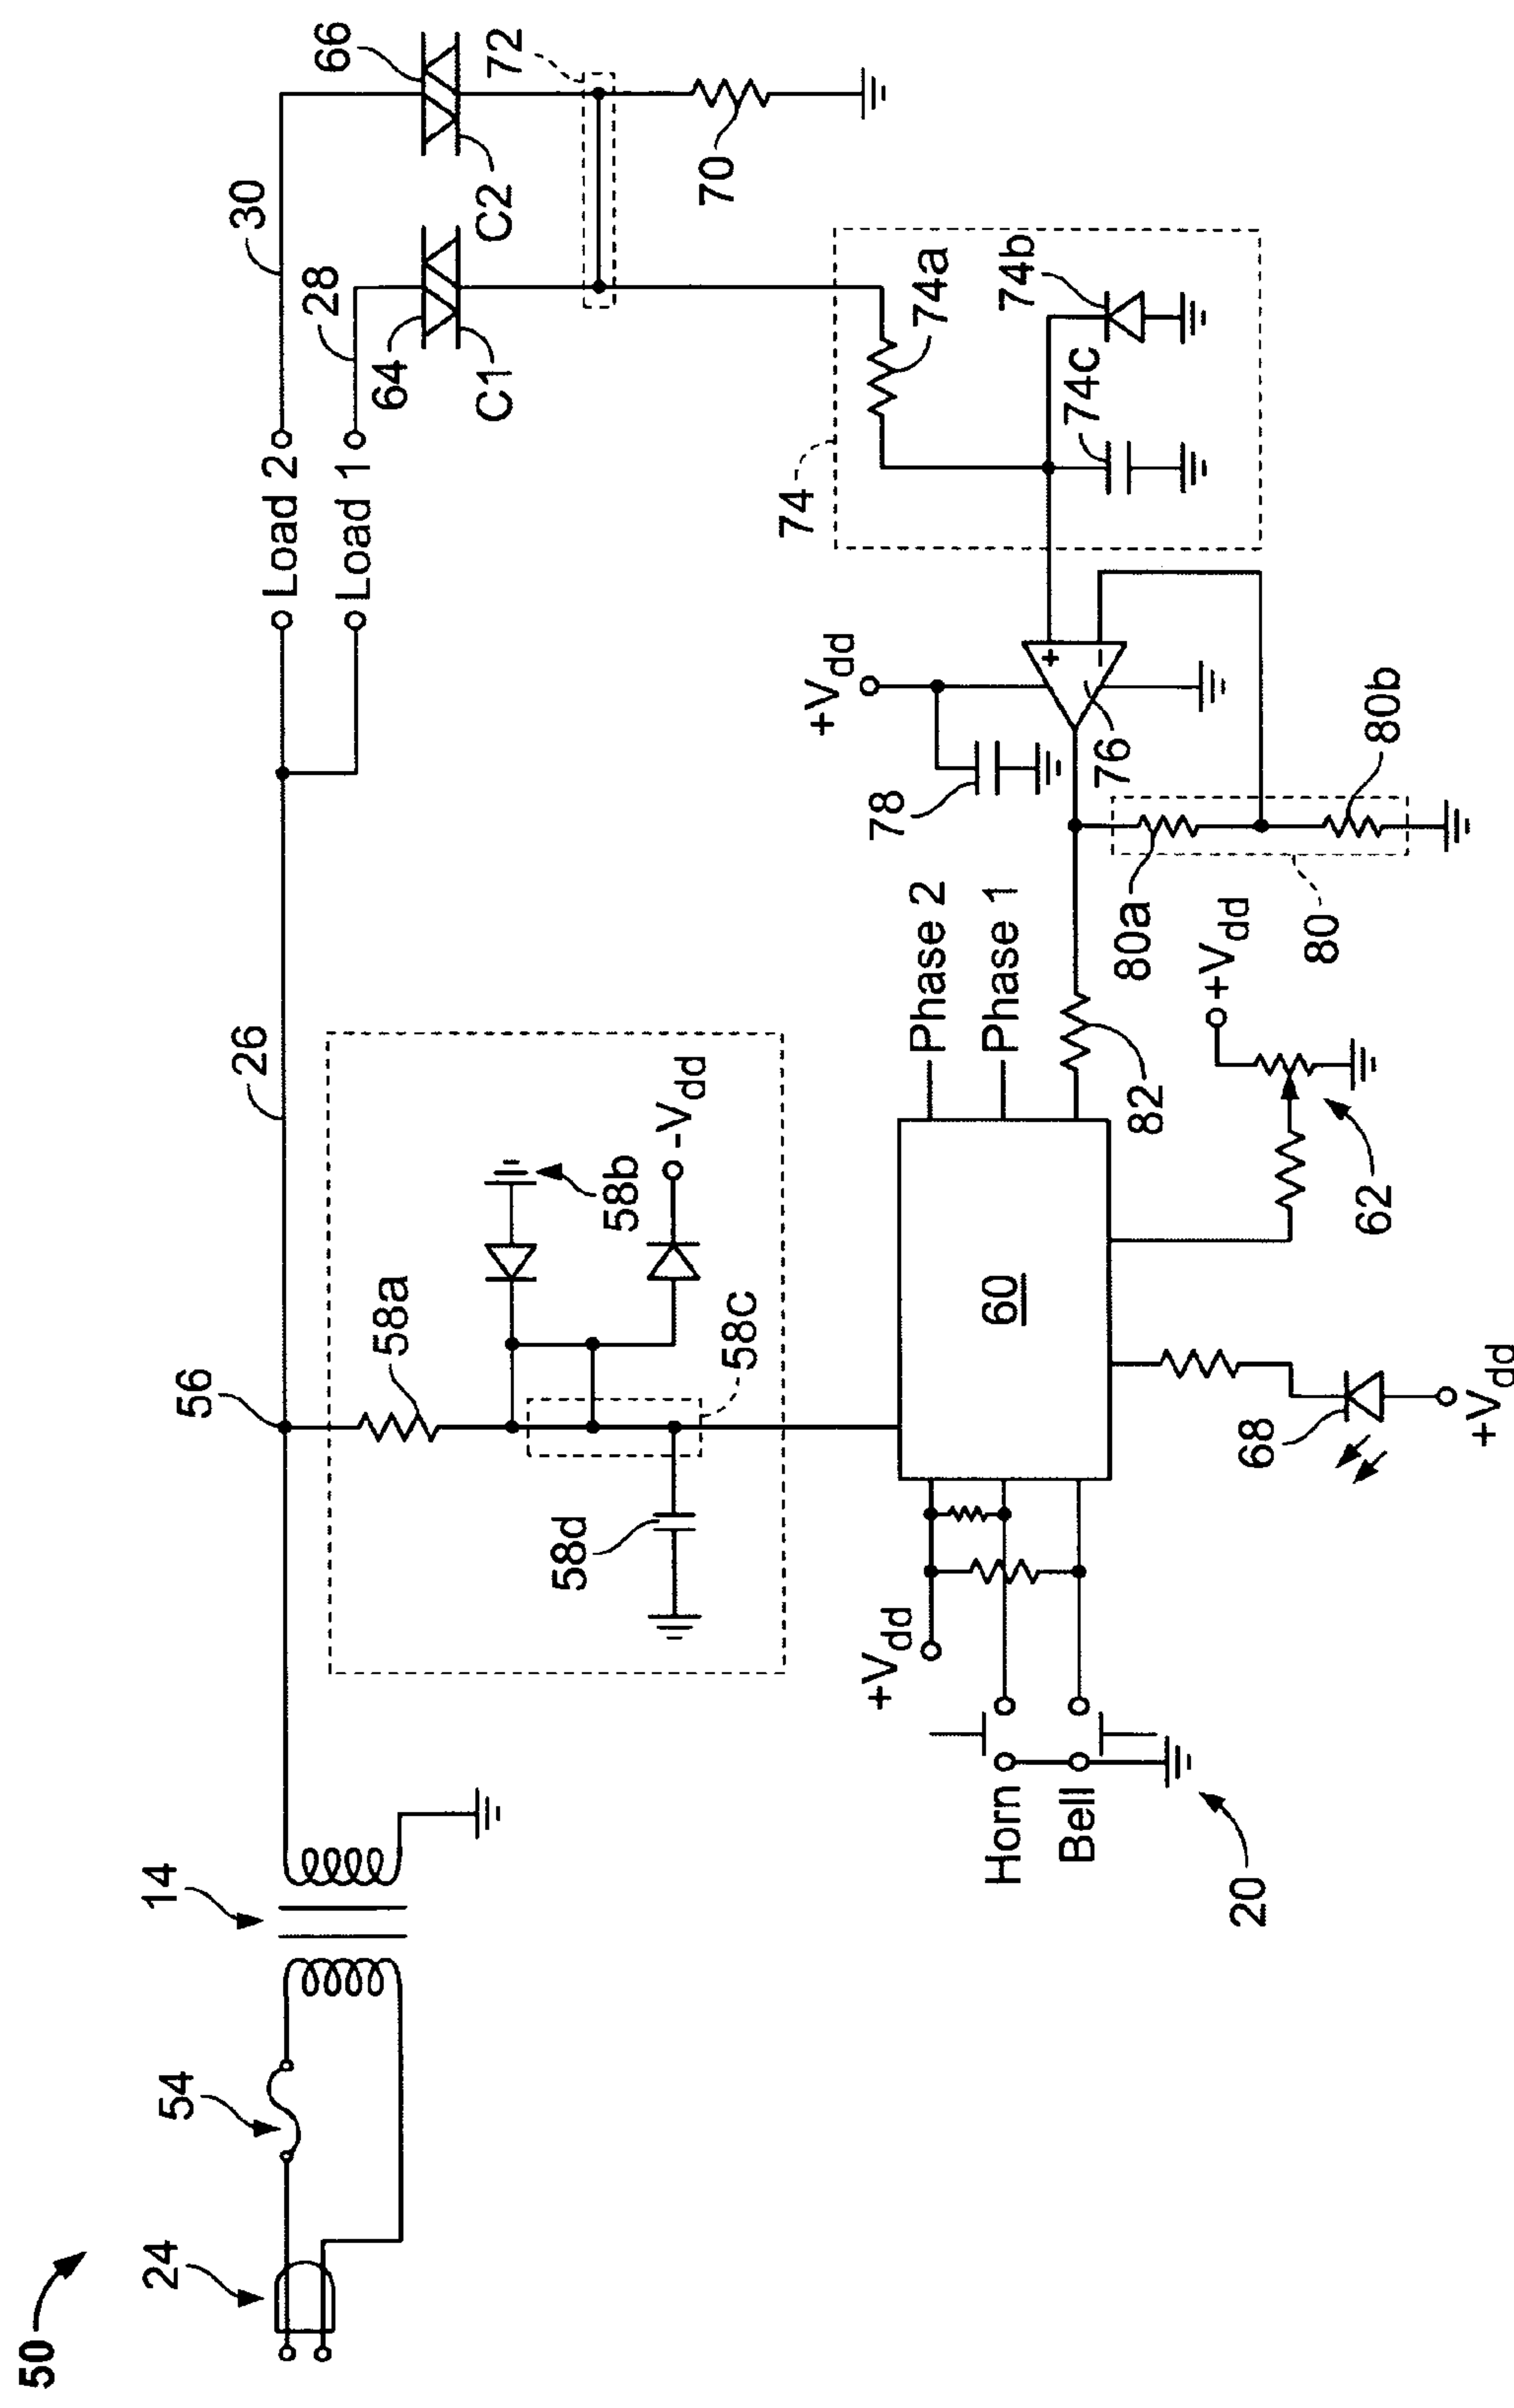 50
24
54
14
56
26
58a
58b
-Vdd
58c
58d
Load 2
Load 1
30
28
66
64
C2
C1
72
70
74
74a
74b
74c
+Vdd
78
76
80a
80b
80
82
Phase 2
Phase 1
60
+Vdd
62
68
+Vdd
+Vdd
Horn
Bell
20
+
-